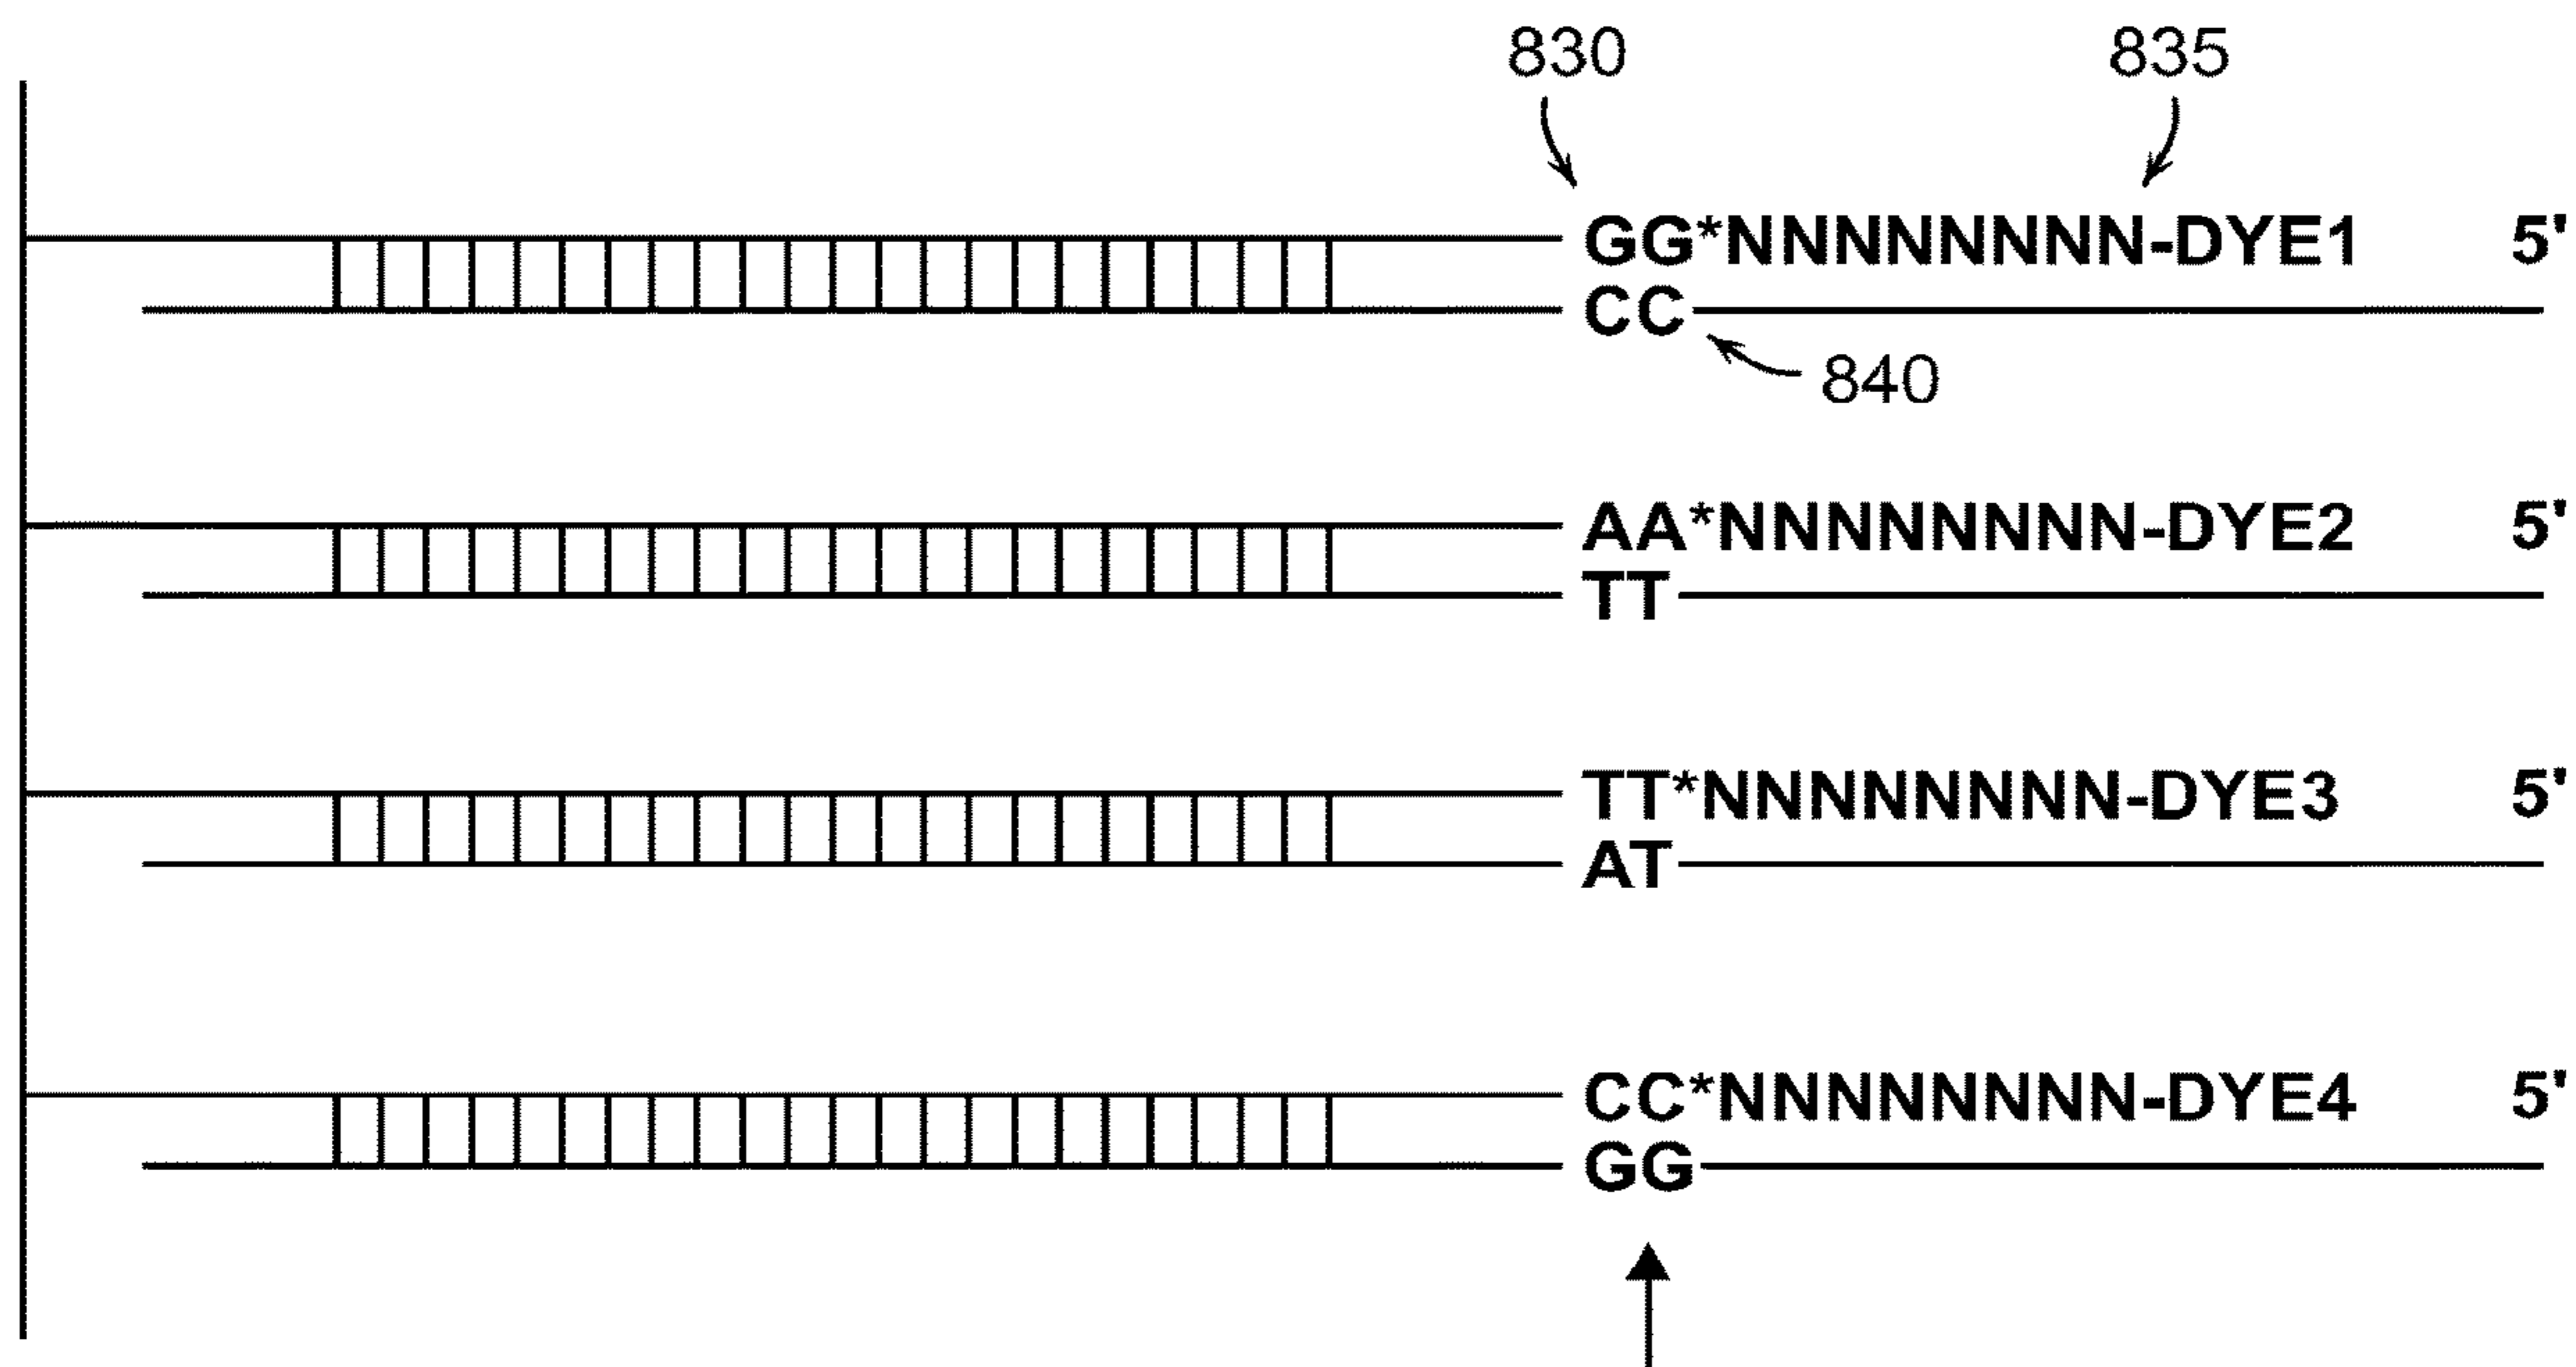 830 835
GG*NNNNNNNN-DYE1 5'
CC
840
AA*NNNNNNNN-DYE2 5'
TT
TT*NNNNNNNN-DYE3 5'
AT
CC*NNNNNNNN-DYE4 5'
GG